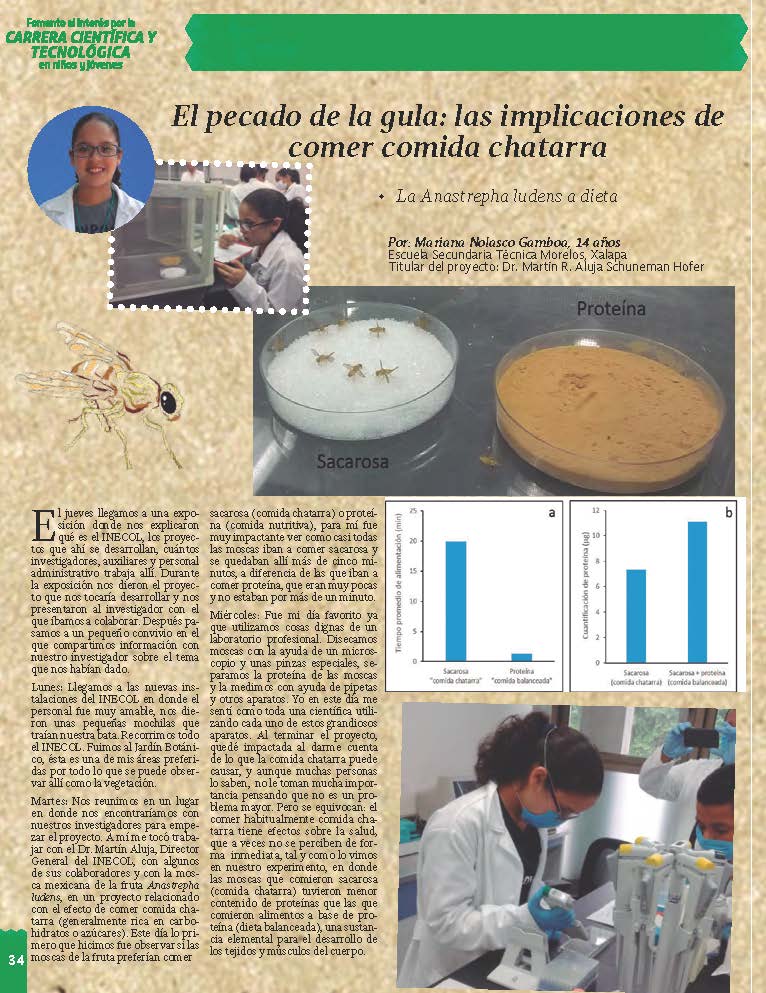 Fomento al interés por la
CARRERA CIENTÍFICA Y
TECNOLÓGICA
en niños y jóvenes
El pecado de la gula: las implicaciones de
comer comida chatarra
• La Anastrepha ludens a dieta
Por: Mariana Nolasco Gamboa, 14 años
Escuela Secundaria Técnica Morelos, Xalapa
Titular del proyecto: Dr. Martín R. Aluja Schuneman Hofer
Proteína
Sacarosa
El jueves llegamos a una expo-
sición donde nos explicaron
qué es el INECOL, los proyec-
tos que ahí se desarrollan, cuántos
investigadores, auxiliares y personal
administrativo trabaja allí. Durante
la exposición nos dieron el proyec-
to que nos tocaría desarrollar y nos
presentaron al investigador con el
que íbamos a colaborar. Después pa-
samos a un pequeño convivio en el
que compartimos información con
nuestro investigador sobre el tema
que nos habían dado.
Lunes: Llegamos a las nuevas ins-
talaciones del INECOL en donde el
personal fue muy amable, nos die-
ron unas pequeñas mochilas que
traían nuestra bata. Recorrimos todo
el INECOL. Fuimos al Jardín Botáni-
co, ésta es una de mis áreas preferi-
das por todo lo que se puede obser-
var allí como la vegetación.
Martes: Nos reunimos en un lugar
en donde nos encontraríamos con
nuestros investigadores para empe-
zar el proyecto. A mí me tocó traba-
jar con el Dr. Martín Aluja, Director
General del INECOL, con algunos
de sus colaboradores y con la mos-
ca mexicana de la fruta Anastrepha
ludens, en un proyecto relacionado
con el efecto de comer comida cha-
tarra (generalmente rica en carbo-
hidratos o azúcares). Este día lo pri-
mero que hicimos fue observar si las
moscas de la fruta preferían comer
sacarosa (comida chatarra) o proteí-
na (comida nutritiva), para mí fue
muy impactante ver como casi todas
las moscas iban a comer sacarosa y
se quedaban allí más de cinco mi-
nutos, a diferencia de las que iban a
comer proteína, que eran muy pocas
y no estaban por más de un minuto.
Miércoles: Fue mi día favorito ya
que utilizamos cosas dignas de un
laboratorio profesional. Disecamos
moscas con la ayuda de un micros-
copio y unas pinzas especiales, se-
paramos la proteína de las moscas
y la medimos con ayuda de pipetas
y otros aparatos. Yo en este día me
sentí como toda una científica utili-
zando cada uno de estos grandiosos
aparatos. Al terminar el proyecto,
quedé impactada al darme cuenta
de lo que la comida chatarra puede
causar, y aunque muchas personas
lo saben, no le toman mucha impor-
tancia pensando que no es un pro-
blema mayor. Pero se equivocan: el
comer habitualmente comida cha-
tarra tiene efectos sobre la salud,
que a veces no se perciben de for-
ma inmediata, tal y como lo vimos
en nuestro experimento, en donde
las moscas que comieron sacarosa
(comida chatarra) tuvieron menor
contenido de proteínas que las que
comieron alimentos a base de pro-
teína (dieta balanceada), una sustan-
cia elemental para el desarrollo de
los tejidos y músculos del cuerpo.
a
Tiempo promedio de alimentación (min)
25
20
15
10
5
0
Sacarosa
"comida chatarra"
Proteína
"comida balanceada"
b
Cuantificación de proteína (µg)
12
10
8
6
4
2
0
Sacarosa
(comida chatarra)
Sacarosa + proteína
(comida balanceada)
34